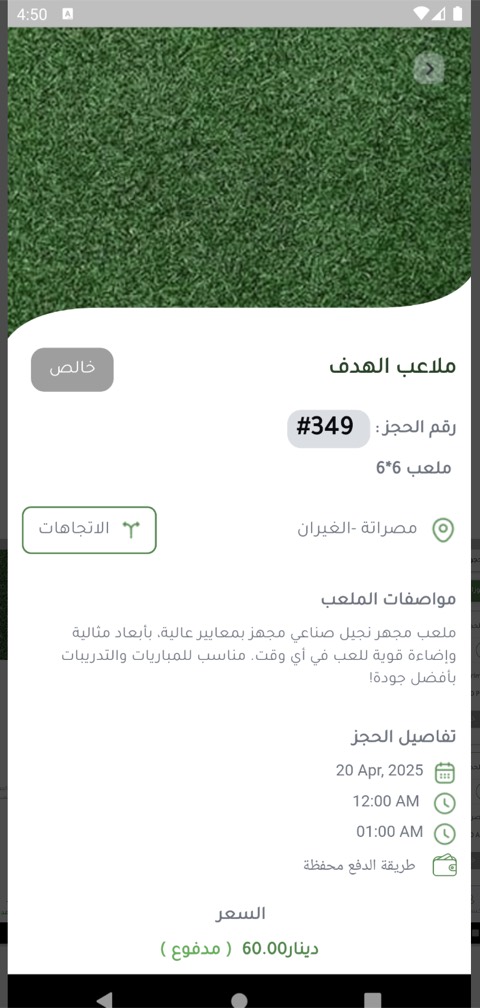 4:50
ملاعب الهدف
خالص
رقم الحجز : #349
ملعب 6*6
مصراتة -الغيران
الاتجاهات
مواصفات الملعب
ملعب مجهر نجيل صناعي مجهز بمعايير عالية، بأبعاد مثالية
وإضاءة قوية للعب في أي وقت. مناسب للمباريات والتدريبات
بأفضل جودة!
تفاصيل الحجز
20 Apr, 2025
12:00 AM
01:00 AM
طريقة الدفع محفظة
السعر
دينار60.00 ( مدفوع )